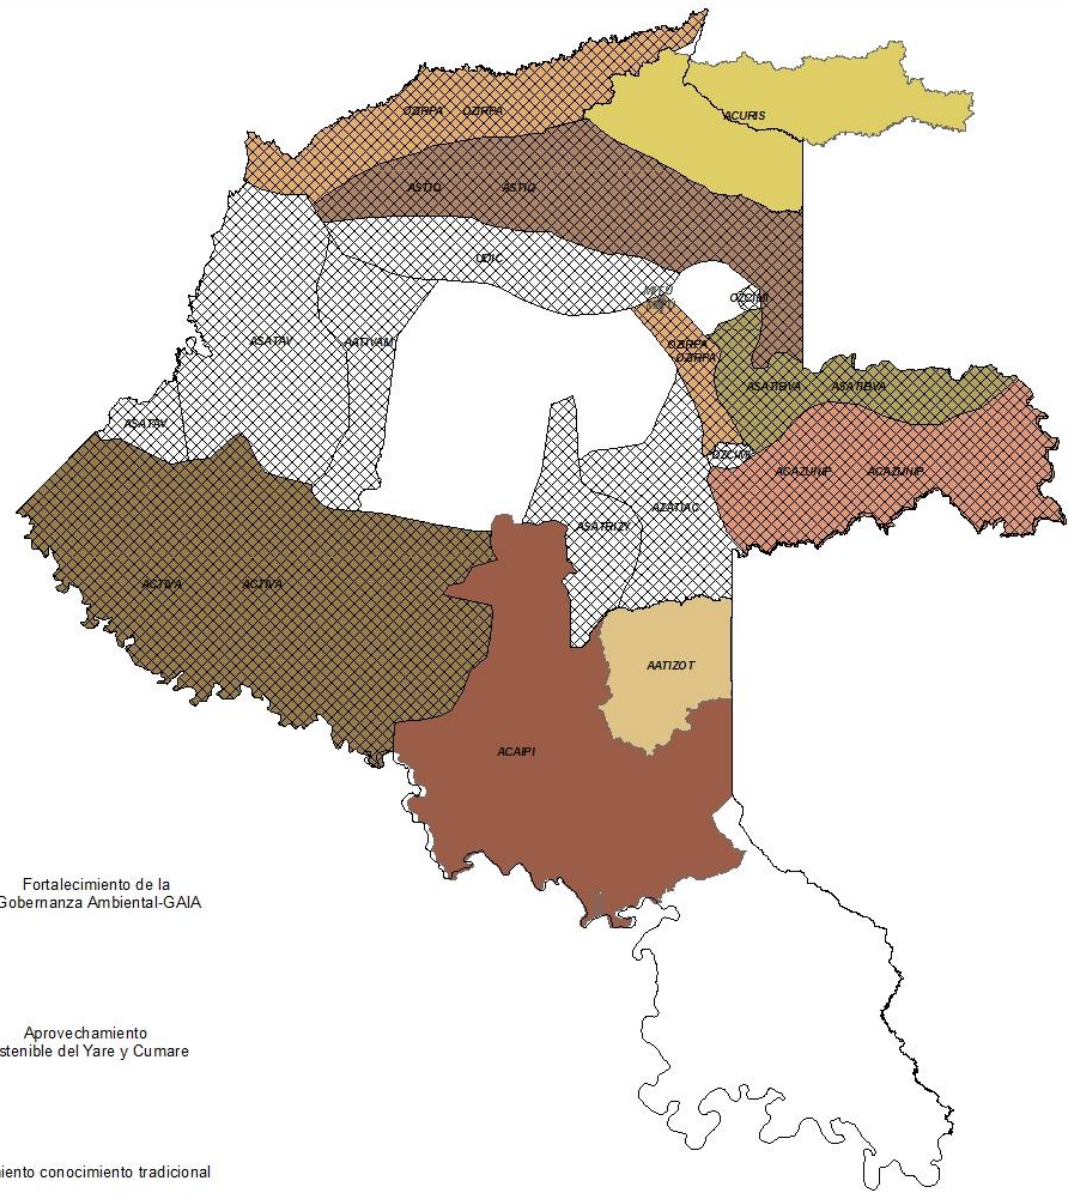 OZIRPA OZIRPA
ACURIS
ASTIQ ASTIQ
UDIC
OZCIMI
ASATAV
AATIVAM
OZIRPA
ASATIBVA ASATIBVA
ASATAV
OZCIMI
ACAZUNIP ACAZUNIP
AZATIAC
ASATRIZY
ACTIVA ACTIVA
AATIZOT
ACAIPI
Fortalecimiento de la
Gobernanza Ambiental-GAIA
Aprovechamiento
stenible del Yare y Cumare
iento conocimiento tradicional